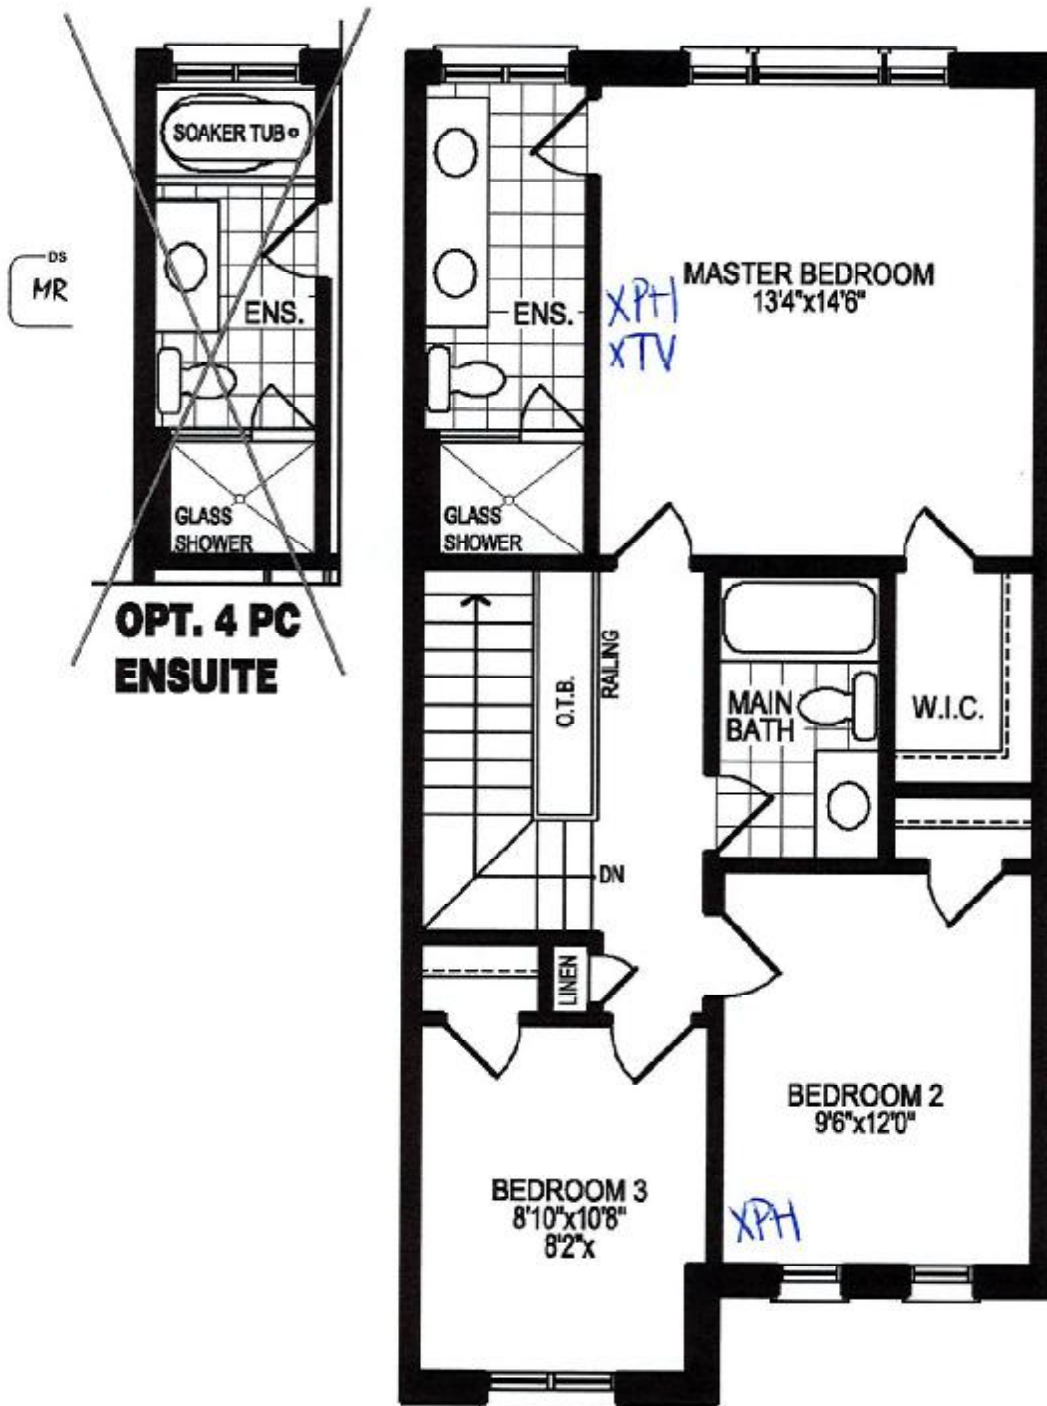 SOAKER TUB
DS
MR
ENS.
GLASS
SHOWER
OPT. 4 PC
ENSUITE
ENS.
GLASS
SHOWER
MASTER BEDROOM
13'4"x14'6"
XPH
XTV
O.T.B.
RAILING
DN
MAIN
BATH
W.I.C.
LINEN
BEDROOM 2
9'6"x12'0"
XPH
BEDROOM 3
8'10"x10'8"
8'2"x